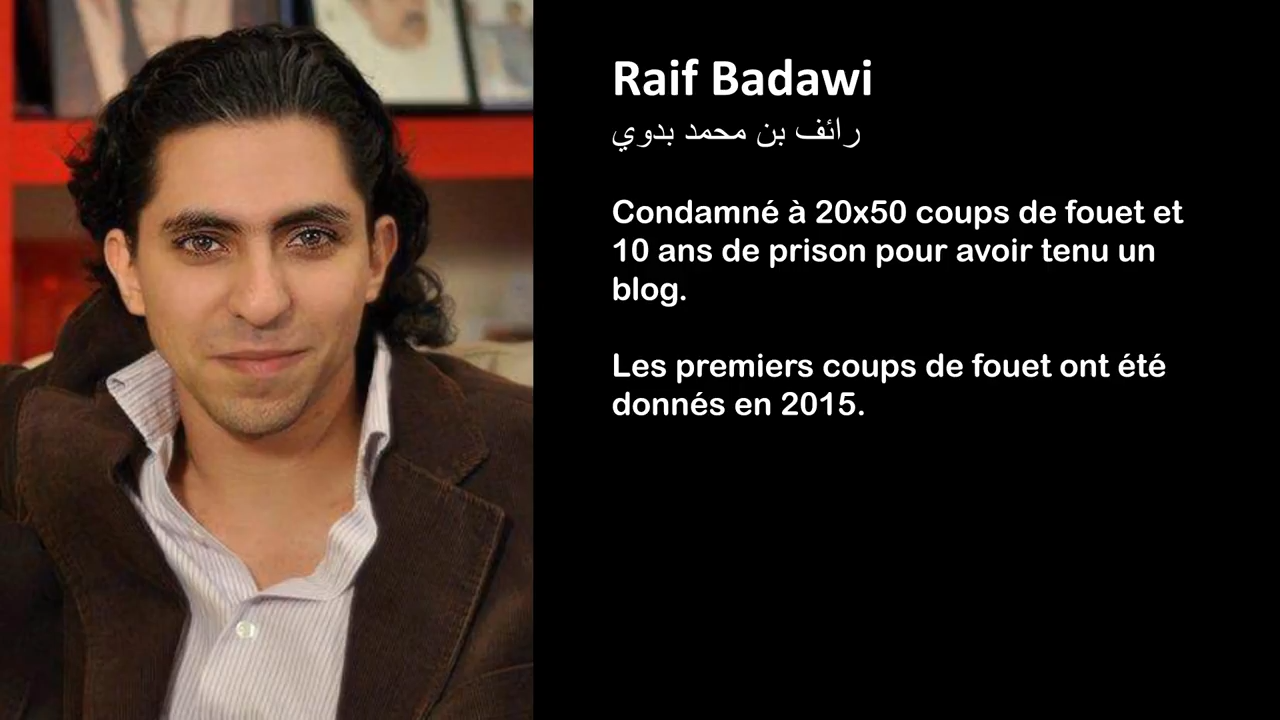 Raif Badawi
رائف بن محمد بدوي
Condamné à 20x50 coups de fouet et
10 ans de prison pour avoir tenu un
blog.
Les premiers coups de fouet ont été
donnés en 2015.